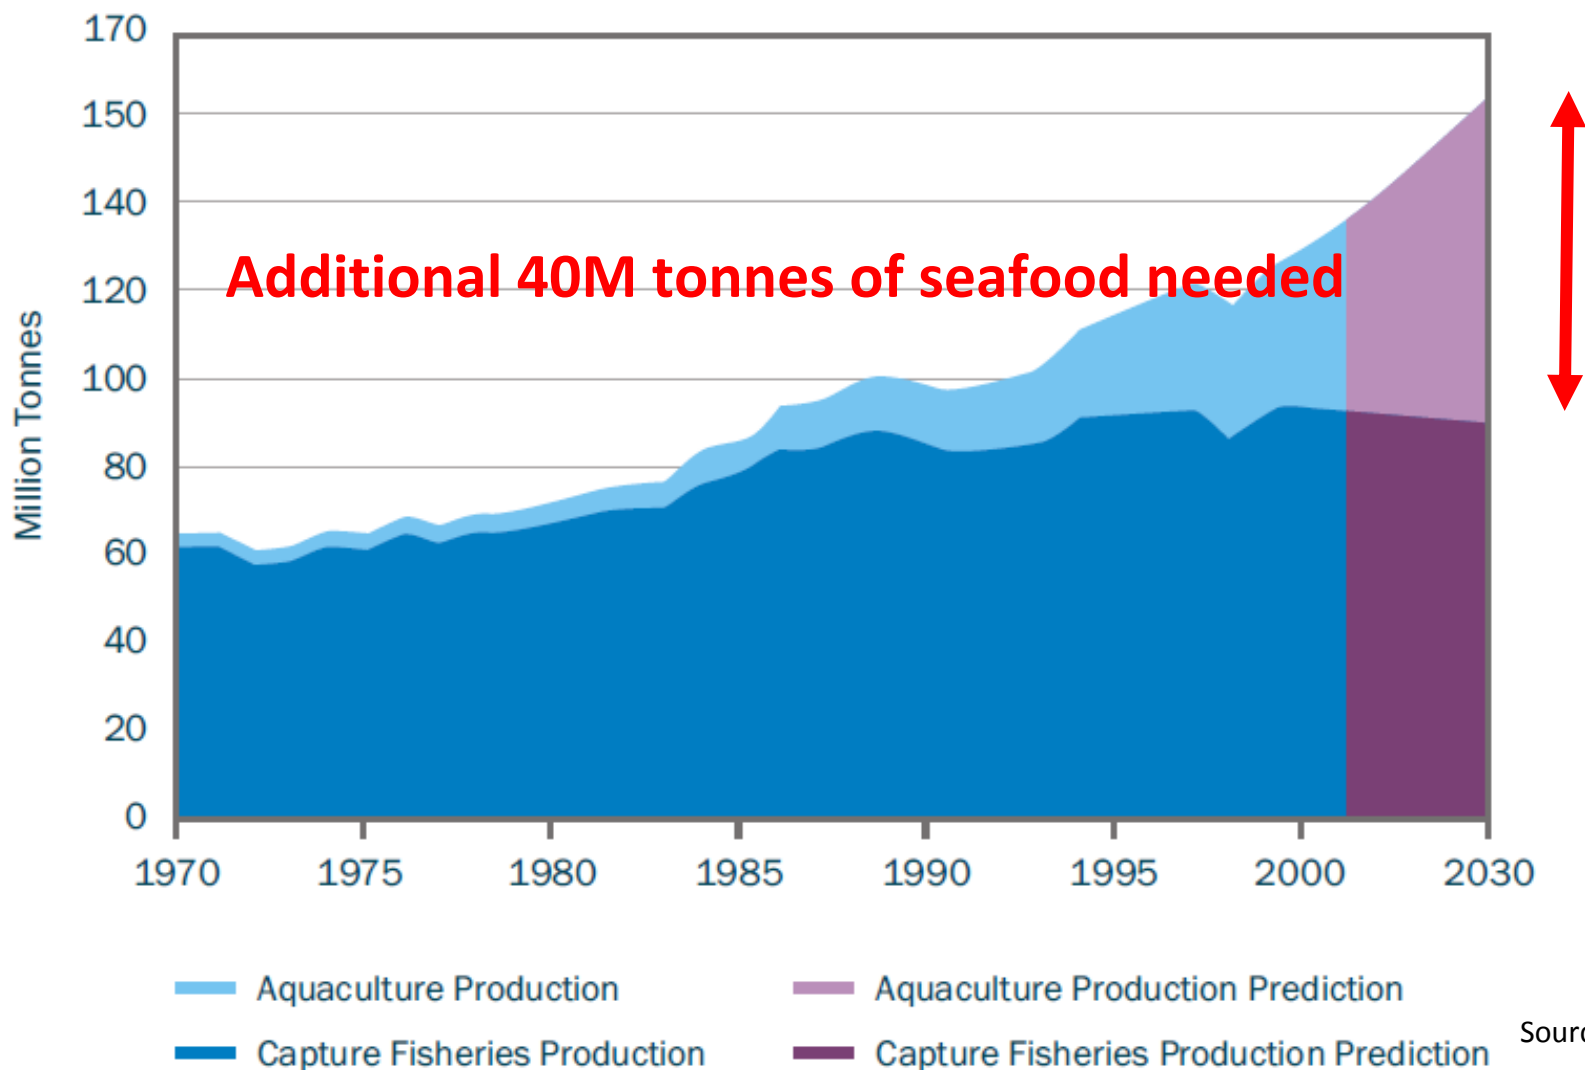 170
150
140
120
100
80
60
40
20
0
Million Tonnes
Additional 40M tonnes of seafood needed
1970 1975 1980 1985 1990 1995 2000 2030
Aquaculture Production Aquaculture Production Prediction
Capture Fisheries Production Capture Fisheries Production Prediction